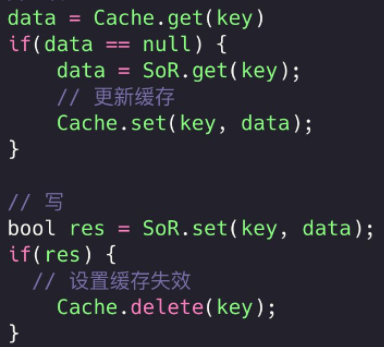 data = Cache.get(key)
if(data == null) {
    data = SoR.get(key);
    // 更新缓存
    Cache.set(key, data);
}

// 写
bool res = SoR.set(key, data);
if(res) {
  // 设置缓存失效
    Cache.delete(key);
}